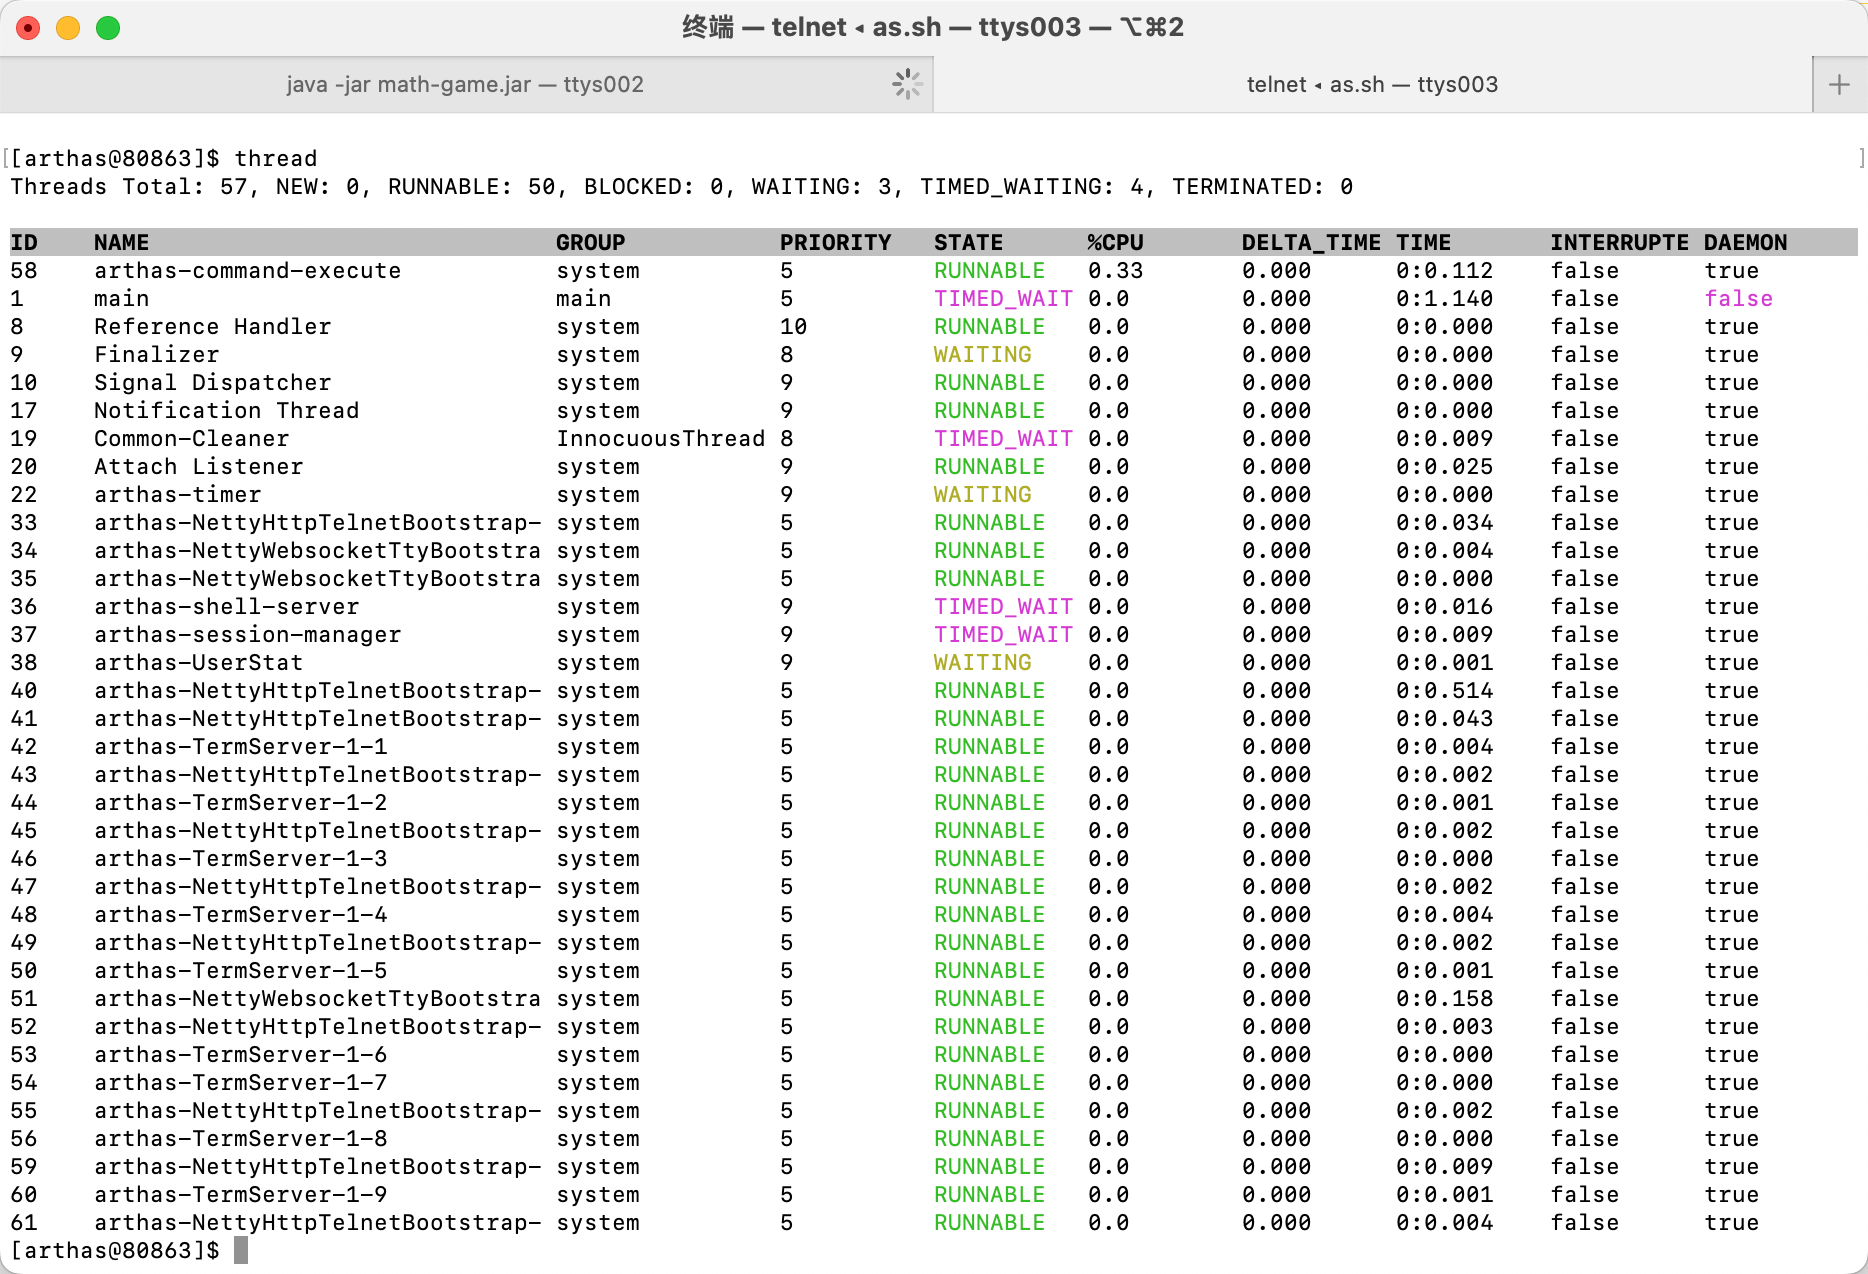 终端 — telnet ◂ as.sh — ttys003 — ⌥⌘2
java -jar math-game.jar — ttys002
telnet ◂ as.sh — ttys003
[[arthas@80863]$ thread ]
Threads Total: 57, NEW: 0, RUNNABLE: 50, BLOCKED: 0, WAITING: 3, TIMED_WAITING: 4, TERMINATED: 0
ID NAME GROUP PRIORITY STATE %CPU DELTA_TIME TIME INTERRUPTE DAEMON
58 arthas-command-execute system 5 RUNNABLE 0.33 0.000 0:0.112 false true
1 main main 5 TIMED_WAIT 0.0 0.000 0:1.140 false false
8 Reference Handler system 10 RUNNABLE 0.0 0.000 0:0.000 false true
9 Finalizer system 8 WAITING 0.0 0.000 0:0.000 false true
10 Signal Dispatcher system 9 RUNNABLE 0.0 0.000 0:0.000 false true
17 Notification Thread system 9 RUNNABLE 0.0 0.000 0:0.000 false true
19 Common-Cleaner InnocuousThread 8 TIMED_WAIT 0.0 0.000 0:0.009 false true
20 Attach Listener system 9 RUNNABLE 0.0 0.000 0:0.025 false true
22 arthas-timer system 9 WAITING 0.0 0.000 0:0.000 false true
33 arthas-NettyHttpTelnetBootstrap- system 5 RUNNABLE 0.0 0.000 0:0.034 false true
34 arthas-NettyWebsocketTtyBootstra system 5 RUNNABLE 0.0 0.000 0:0.004 false true
35 arthas-NettyWebsocketTtyBootstra system 5 RUNNABLE 0.0 0.000 0:0.000 false true
36 arthas-shell-server system 9 TIMED_WAIT 0.0 0.000 0:0.016 false true
37 arthas-session-manager system 9 TIMED_WAIT 0.0 0.000 0:0.009 false true
38 arthas-UserStat system 9 WAITING 0.0 0.000 0:0.001 false true
40 arthas-NettyHttpTelnetBootstrap- system 5 RUNNABLE 0.0 0.000 0:0.514 false true
41 arthas-NettyHttpTelnetBootstrap- system 5 RUNNABLE 0.0 0.000 0:0.043 false true
42 arthas-TermServer-1-1 system 5 RUNNABLE 0.0 0.000 0:0.004 false true
43 arthas-NettyHttpTelnetBootstrap- system 5 RUNNABLE 0.0 0.000 0:0.002 false true
44 arthas-TermServer-1-2 system 5 RUNNABLE 0.0 0.000 0:0.001 false true
45 arthas-NettyHttpTelnetBootstrap- system 5 RUNNABLE 0.0 0.000 0:0.002 false true
46 arthas-TermServer-1-3 system 5 RUNNABLE 0.0 0.000 0:0.000 false true
47 arthas-NettyHttpTelnetBootstrap- system 5 RUNNABLE 0.0 0.000 0:0.002 false true
48 arthas-TermServer-1-4 system 5 RUNNABLE 0.0 0.000 0:0.004 false true
49 arthas-NettyHttpTelnetBootstrap- system 5 RUNNABLE 0.0 0.000 0:0.002 false true
50 arthas-TermServer-1-5 system 5 RUNNABLE 0.0 0.000 0:0.001 false true
51 arthas-NettyWebsocketTtyBootstra system 5 RUNNABLE 0.0 0.000 0:0.158 false true
52 arthas-NettyHttpTelnetBootstrap- system 5 RUNNABLE 0.0 0.000 0:0.003 false true
53 arthas-TermServer-1-6 system 5 RUNNABLE 0.0 0.000 0:0.000 false true
54 arthas-TermServer-1-7 system 5 RUNNABLE 0.0 0.000 0:0.000 false true
55 arthas-NettyHttpTelnetBootstrap- system 5 RUNNABLE 0.0 0.000 0:0.002 false true
56 arthas-TermServer-1-8 system 5 RUNNABLE 0.0 0.000 0:0.000 false true
59 arthas-NettyHttpTelnetBootstrap- system 5 RUNNABLE 0.0 0.000 0:0.009 false true
60 arthas-TermServer-1-9 system 5 RUNNABLE 0.0 0.000 0:0.001 false true
61 arthas-NettyHttpTelnetBootstrap- system 5 RUNNABLE 0.0 0.000 0:0.004 false true
[arthas@80863]$